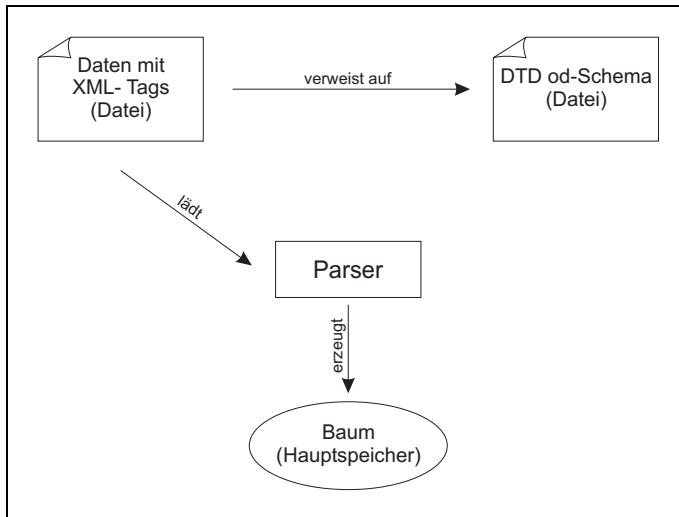 Daten mit
XML- Tags
(Datei)
verweist auf
DTD od-Schema
(Datei)
lädt
Parser
erzeugt
Baum
(Hauptspeicher)